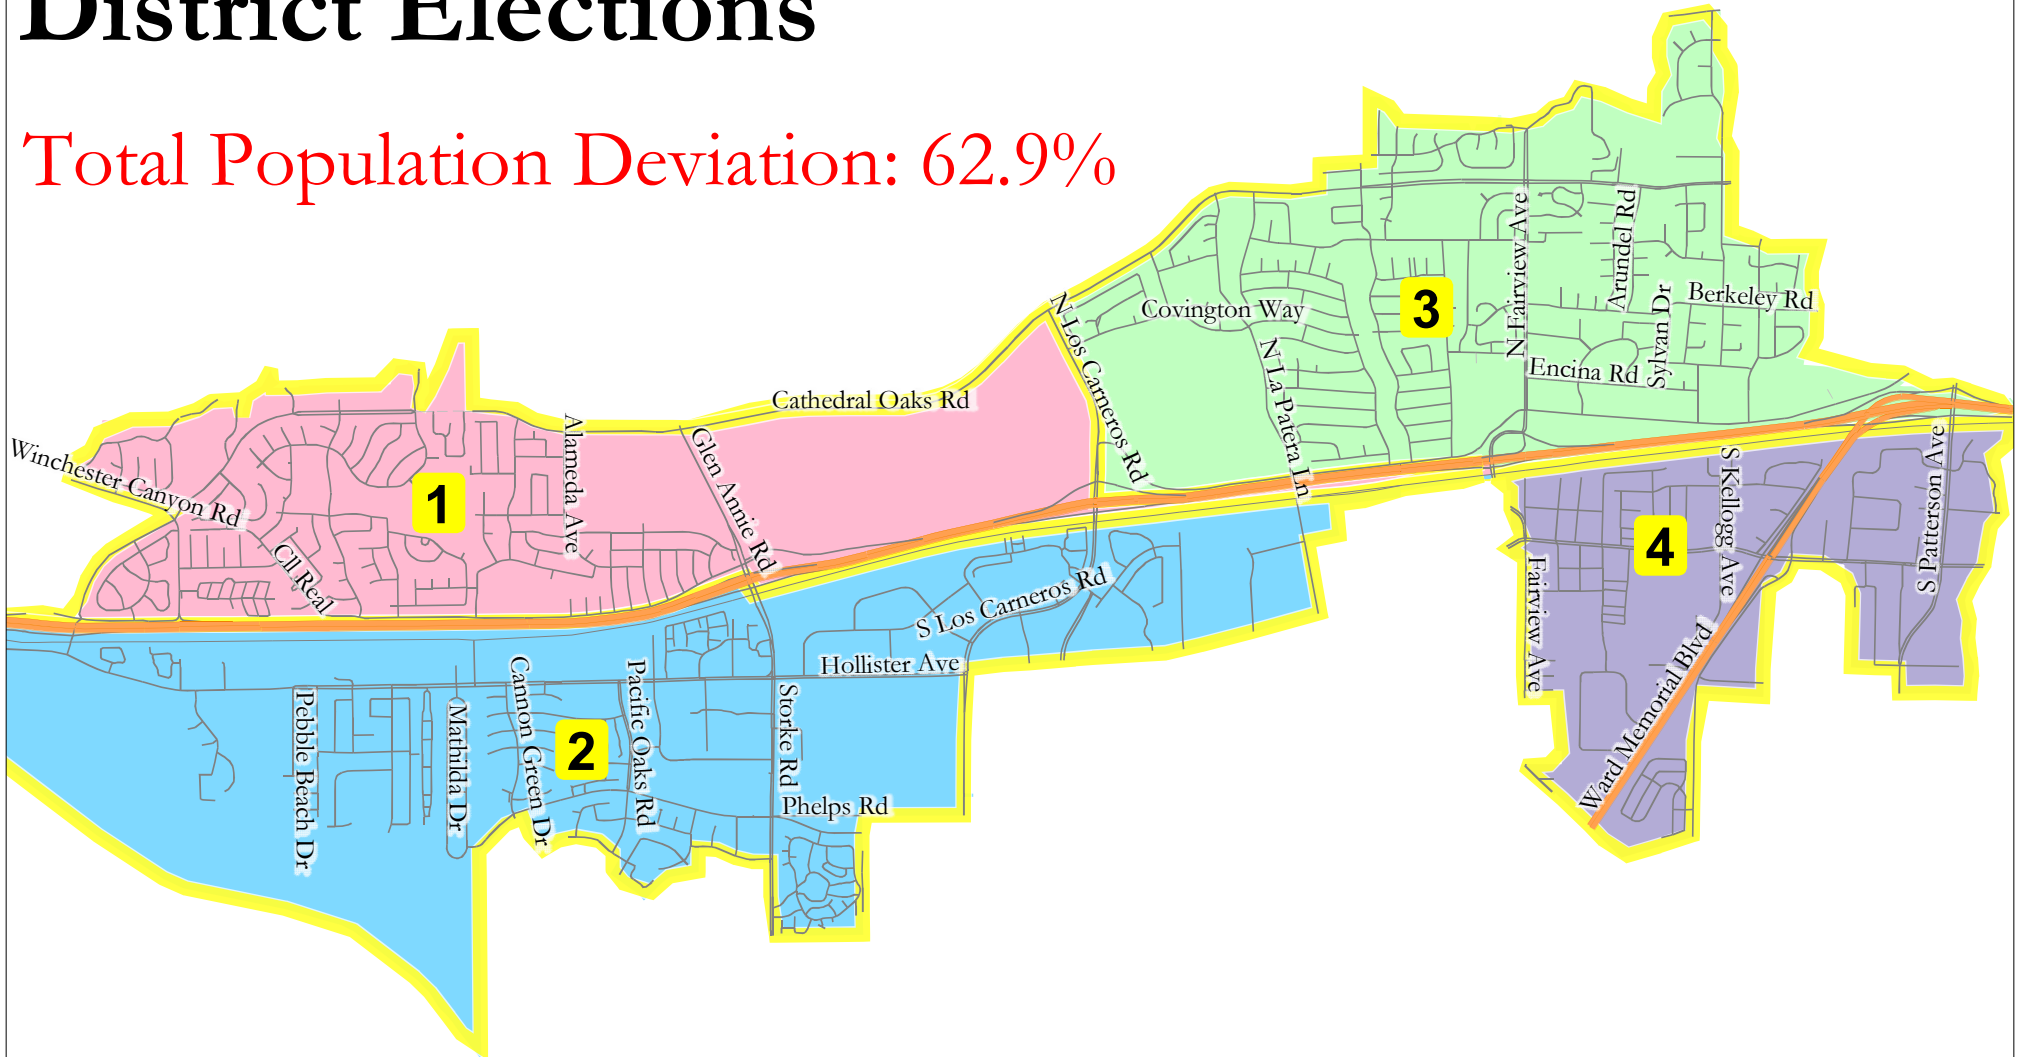 District Elections
Total Population Deviation: 62.9%
N Fairview Ave
Arundel Rd
Berkeley Rd
Covington Way
3
N Los Carneros Rd
Sylvan Dr
N La Patera Ln
Encina Rd
Cathedral Oaks Rd
Winchester Canyon Rd
Alameda Ave
Glen Annie Rd
1
S Kellogg Ave
S Patterson Ave
4
Cll Real
Fairview Ave
S Los Carneros Rd
Hollister Ave
Ward Memorial Blvd
Pebble Beach Dr
Mathilda Dr
Cannon Green Dr
Pacific Oaks Rd
2
Storke Rd
Phelps Rd